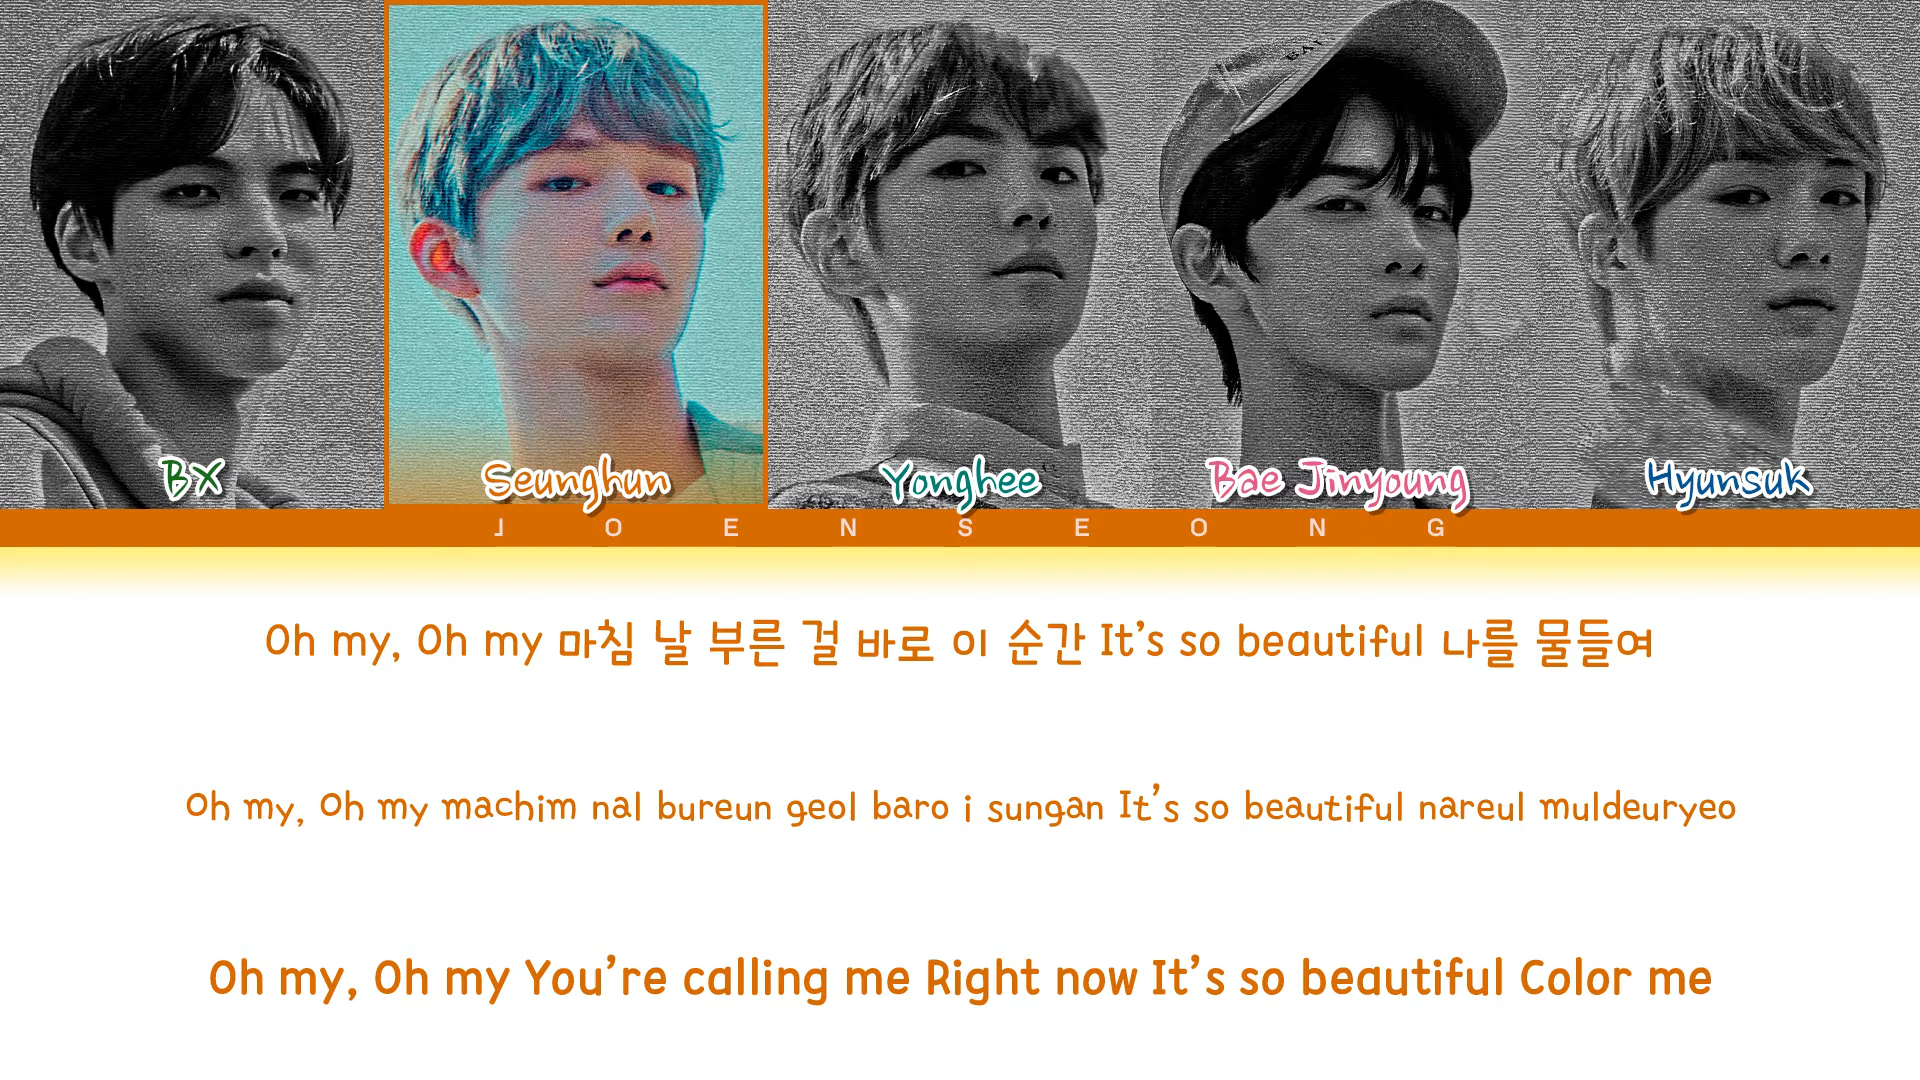 BX Seunghun Yonghee Bae Jinyoung Hyunsuk
JOENSEONG
Oh my, Oh my 마침 날 부른 걸 바로 이 순간 It's so beautiful 나를 물들여
Oh my, Oh my machim nal bureun geol baro i sungan It's so beautiful nareul muldeuryeo
Oh my, Oh my You're calling me Right now It's so beautiful Color me